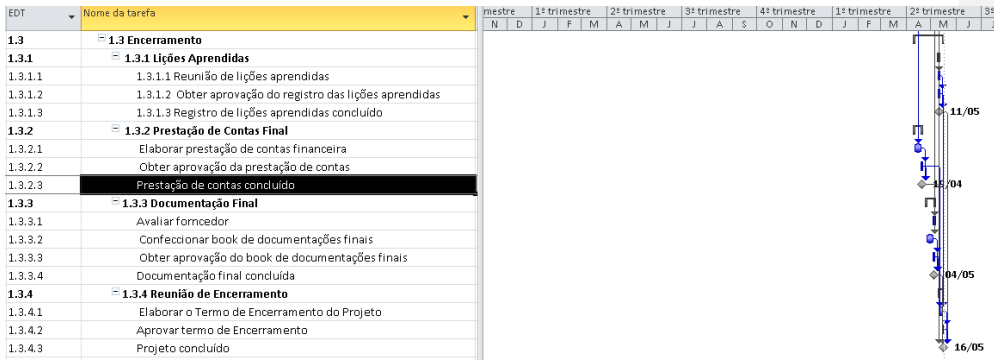 EDT Nome da tarefa mestre 1º trimestre 2º trimestre 3º trimestre 4º trimestre 1º trimestre 2º trimestre 3º
N D J F M A M J J A S O N D J F M A M J
1.3 1.3 Encerramento
1.3.1 1.3.1 Lições Aprendidas
1.3.1.1 1.3.1.1 Reunião de lições aprendidas
1.3.1.2 1.3.1.2 Obter aprovação do registro das lições aprendidas
1.3.1.3 1.3.1.3 Registro de lições aprendidas concluído 11/05
1.3.2 1.3.2 Prestação de Contas Final
1.3.2.1 Elaborar prestação de contas financeira
1.3.2.2 Obter aprovação da prestação de contas
1.3.2.3 Prestação de contas concluído 19/04
1.3.3 1.3.3 Documentação Final
1.3.3.1 Avaliar forncedor
1.3.3.2 Confeccionar book de documentações finais
1.3.3.3 Obter aprovação do book de documentações finais
1.3.3.4 Documentação final concluída 04/05
1.3.4 1.3.4 Reunião de Encerramento
1.3.4.1 Elaborar o Termo de Encerramento do Projeto
1.3.4.2 Aprovar termo de Encerramento
1.3.4.3 Projeto concluído 16/05